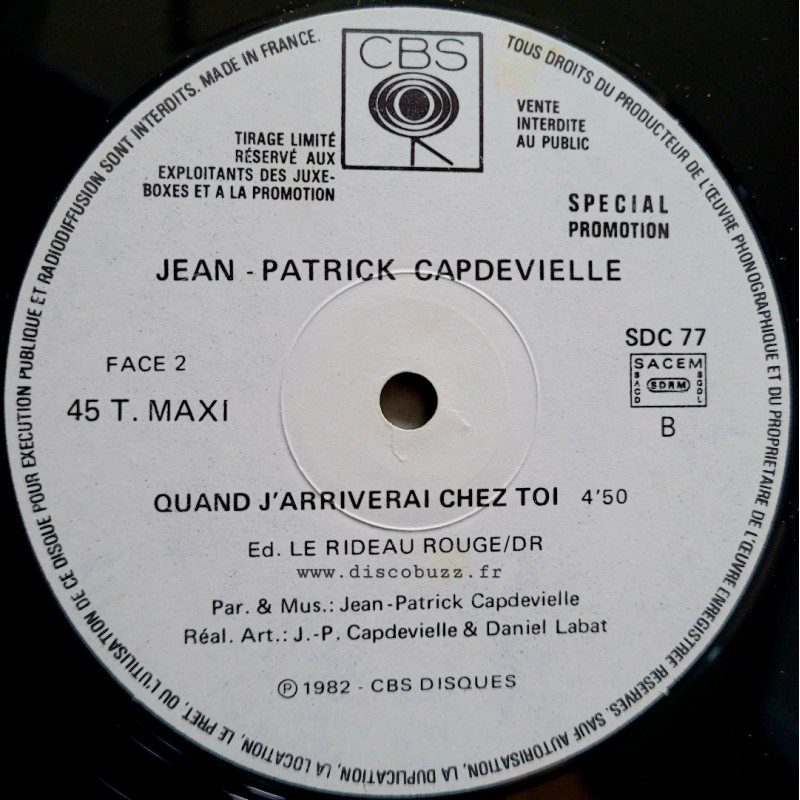 TOUS DROITS DU PRODUCTEUR DE L'ŒUVRE PHONOGRAPHIQUE ET DU PROPRIETAIRE DE L'ŒUVRE ENREGISTREE RESERVES. SAUF AUTORISATION, LA DUPLICATION, LA LOCATION, LE PRET, OU L'UTILISATION DE CE DISQUE POUR EXECUTION PUBLIQUE ET RADIODIFFUSION SONT INTERDITS. MADE IN FRANCE.
CBS
TIRAGE LIMITÉ
RÉSERVÉ AUX
EXPLOITANTS DES JUXE-
BOXES ET A LA PROMOTION
VENTE
INTERDITE
AU PUBLIC
SPECIAL
PROMOTION
JEAN - PATRICK CAPDEVIELLE
FACE 2
45 T. MAXI
SDC 77
SACEM
SACD
SDRM
SGDL
B
QUAND J'ARRIVERAI CHEZ TOI 4'50
Ed. LE RIDEAU ROUGE/DR
www.discobuzz.fr
Par. & Mus.: Jean-Patrick Capdevielle
Réal. Art.: J.-P. Capdevielle & Daniel Labat
Ⓟ 1982 - CBS DISQUES